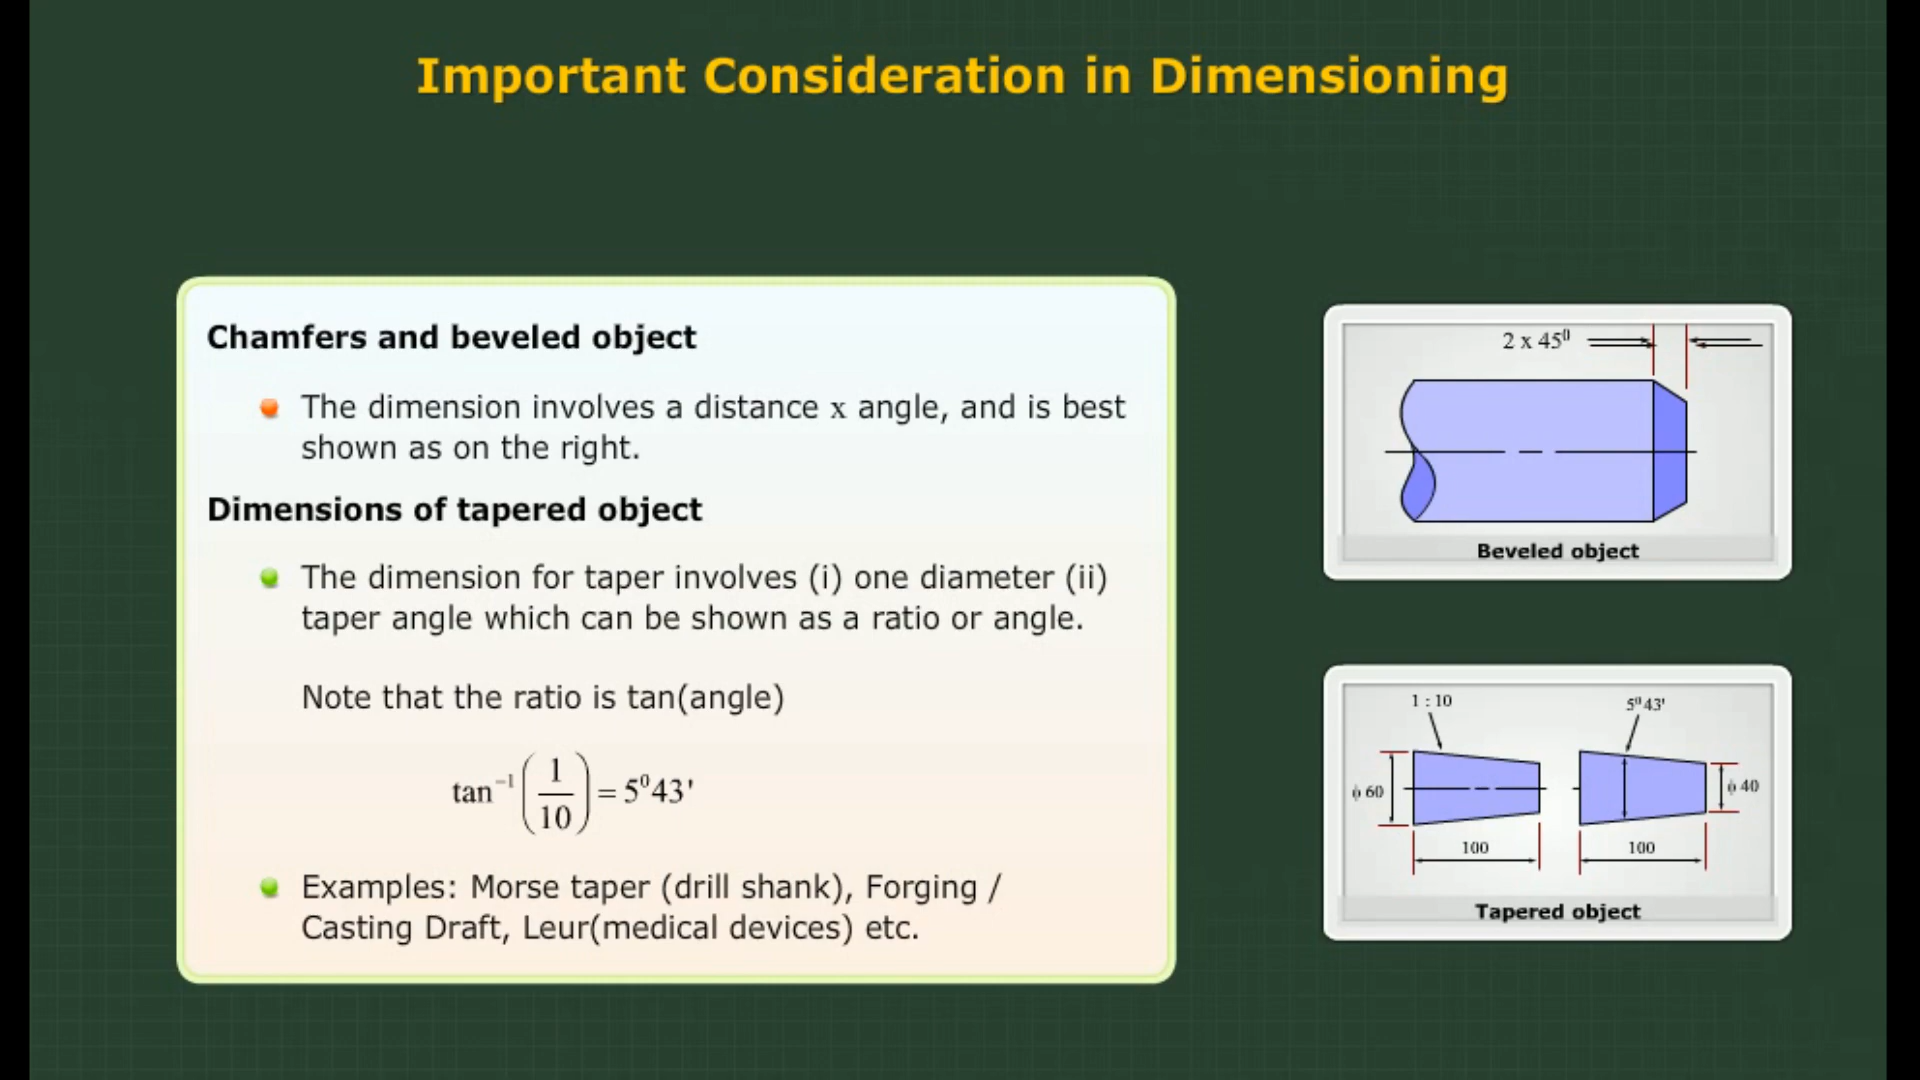 Important Consideration in Dimensioning
Chamfers and beveled object
The dimension involves a distance x angle, and is best
shown as on the right.
Dimensions of tapered object
The dimension for taper involves (i) one diameter (ii)
taper angle which can be shown as a ratio or angle.
Note that the ratio is tan(angle)
tan⁻¹(1/10) = 5⁰43'
Examples: Morse taper (drill shank), Forging /
Casting Draft, Leur(medical devices) etc.
2 x 45⁰
Beveled object
1 : 10
5⁰43'
ϕ 60
ϕ 40
100
100
Tapered object